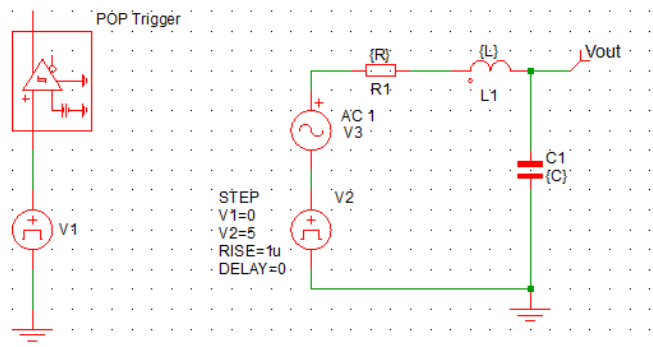 POP Trigger
{R}
R1
{L}
L1
Vout
AC 1
V3
C1
{C}
V1
STEP
V1=0
V2=5
RISE=1u
DELAY=0
V2